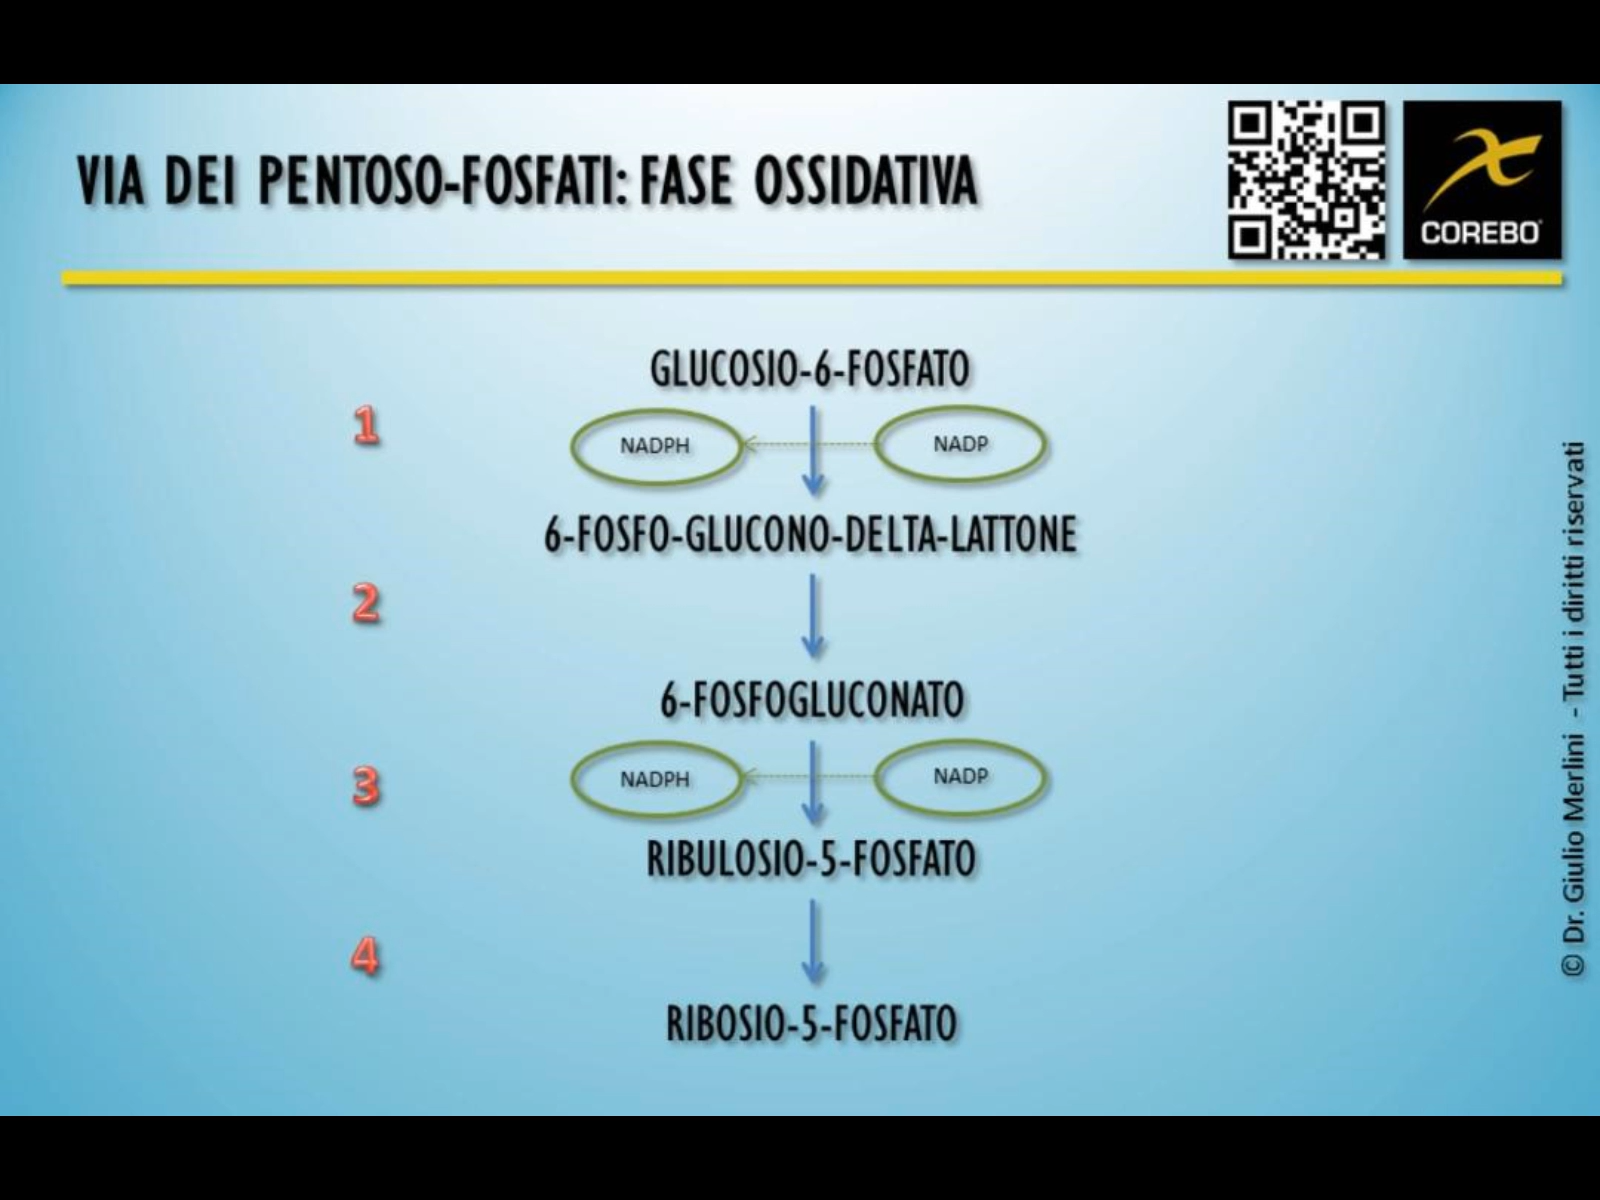 VIA DEI PENTOSO-FOSFATI: FASE OSSIDATIVA
COREBO
GLUCOSIO-6-FOSFATO
1
NADPH
NADP
6-FOSFO-GLUCONO-DELTA-LATTONE
2
6-FOSFOGLUCONATO
3
NADPH
NADP
RIBULOSIO-5-FOSFATO
4
RIBOSIO-5-FOSFATO
© Dr. Giulio Merlini - Tutti i diritti riservati